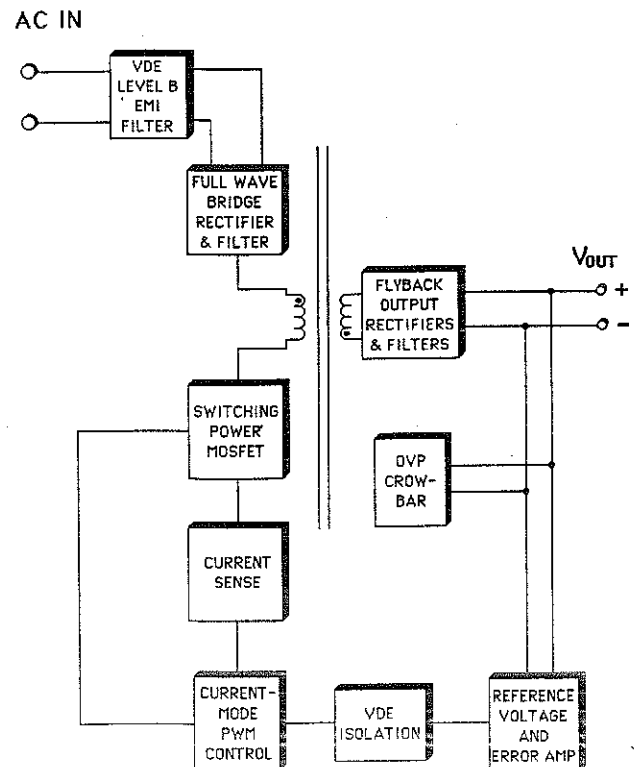 AC IN
VDE
LEVEL B
EMI
FILTER
FULL WAVE
BRIDGE
RECTIFIER
& FILTER
FLYBACK
OUTPUT
RECTIFIERS
& FILTERS
VOUT
+
−
SWITCHING
POWER
MOSFET
OVP
CROW-
BAR
CURRENT
SENSE
CURRENT-
MODE
PWM
CONTROL
VDE
ISOLATION
REFERENCE
VOLTAGE
AND
ERROR AMP